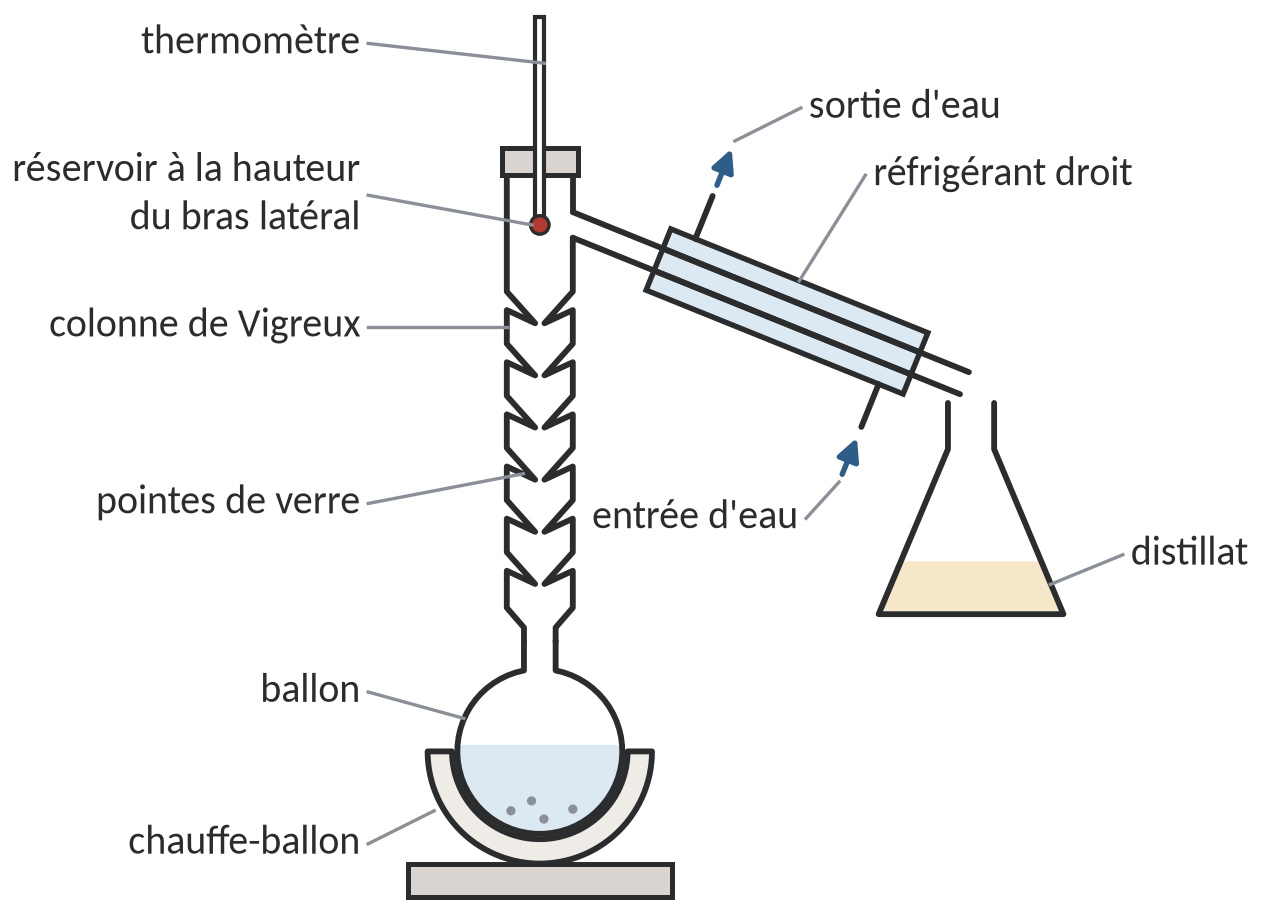 thermomètre
sortie d'eau
réfrigérant droit
réservoir à la hauteur
du bras latéral
colonne de Vigreux
pointes de verre
entrée d'eau
distillat
ballon
chauffe-ballon